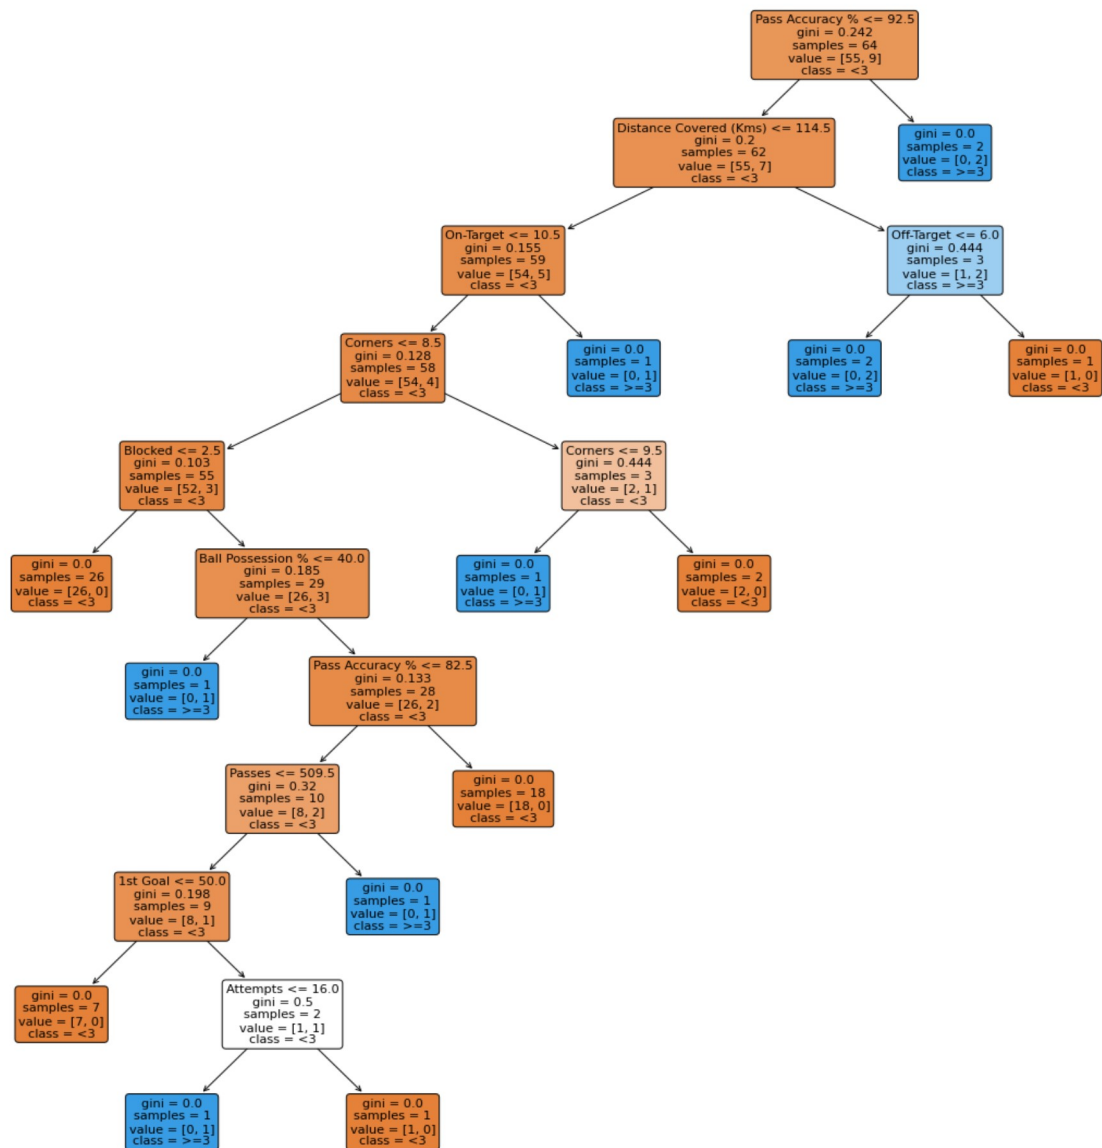 Pass Accuracy % <= 92.5
gini = 0.242
samples = 64
value = [55, 9]
class = <3
Distance Covered (Kms) <= 114.5
gini = 0.2
samples = 62
value = [55, 7]
class = <3
gini = 0.0
samples = 2
value = [0, 2]
class = >=3
On-Target <= 10.5
gini = 0.155
samples = 59
value = [54, 5]
class = <3
Off-Target <= 6.0
gini = 0.444
samples = 3
value = [1, 2]
class = >=3
Corners <= 8.5
gini = 0.128
samples = 58
value = [54, 4]
class = <3
gini = 0.0
samples = 1
value = [0, 1]
class = >=3
gini = 0.0
samples = 2
value = [0, 2]
class = >=3
gini = 0.0
samples = 1
value = [1, 0]
class = <3
Blocked <= 2.5
gini = 0.103
samples = 55
value = [52, 3]
class = <3
Corners <= 9.5
gini = 0.444
samples = 3
value = [2, 1]
class = <3
gini = 0.0
samples = 26
value = [26, 0]
class = <3
Ball Possession % <= 40.0
gini = 0.185
samples = 29
value = [26, 3]
class = <3
gini = 0.0
samples = 1
value = [0, 1]
class = >=3
gini = 0.0
samples = 2
value = [2, 0]
class = <3
gini = 0.0
samples = 1
value = [0, 1]
class = >=3
Pass Accuracy % <= 82.5
gini = 0.133
samples = 28
value = [26, 2]
class = <3
Passes <= 509.5
gini = 0.32
samples = 10
value = [8, 2]
class = <3
gini = 0.0
samples = 18
value = [18, 0]
class = <3
1st Goal <= 50.0
gini = 0.198
samples = 9
value = [8, 1]
class = <3
gini = 0.0
samples = 1
value = [0, 1]
class = >=3
gini = 0.0
samples = 7
value = [7, 0]
class = <3
Attempts <= 16.0
gini = 0.5
samples = 2
value = [1, 1]
class = <3
gini = 0.0
samples = 1
value = [0, 1]
class = >=3
gini = 0.0
samples = 1
value = [1, 0]
class = <3